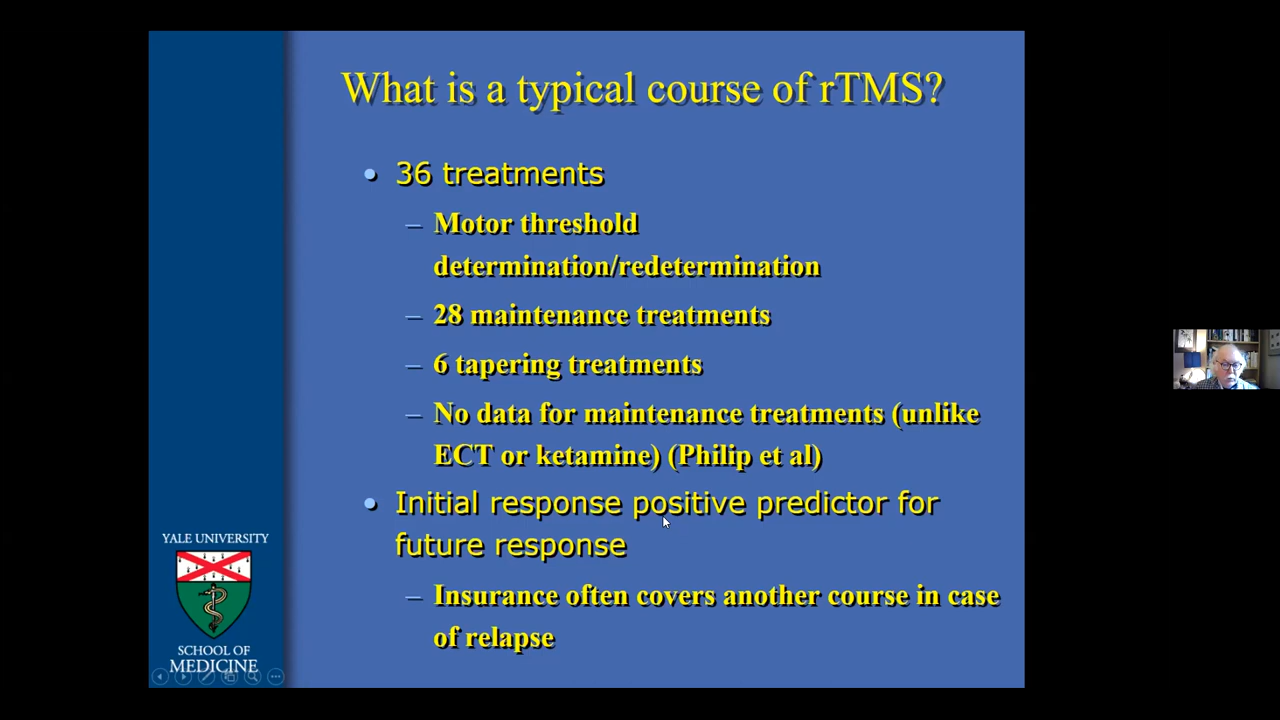 What is a typical course of rTMS?
• 36 treatments
– Motor threshold
determination/redetermination
– 28 maintenance treatments
– 6 tapering treatments
– No data for maintenance treatments (unlike
ECT or ketamine) (Philip et al)
• Initial response positive predictor for
future response
– Insurance often covers another course in case
of relapse
YALE UNIVERSITY
SCHOOL OF
MEDICINE